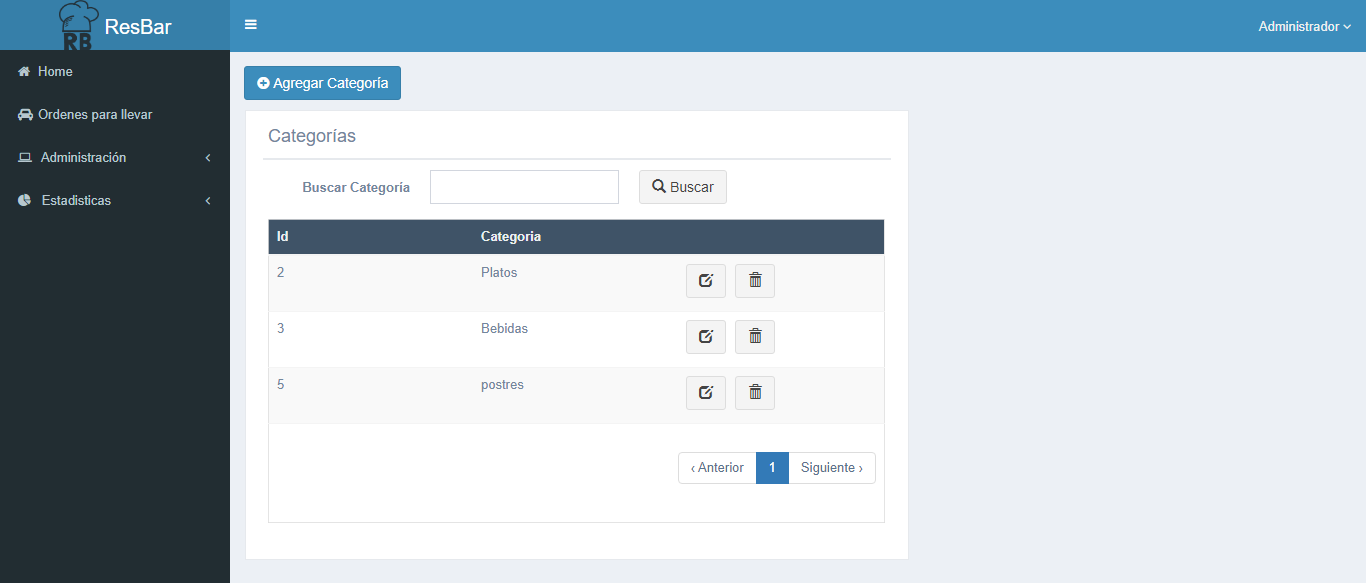 RB ResBar
Administrador
Home
Ordenes para llevar
Administración
Estadisticas
Agregar Categoría
Categorías
Buscar Categoría Buscar
Id Categoria
2 Platos
3 Bebidas
5 postres
‹ Anterior 1 Siguiente ›